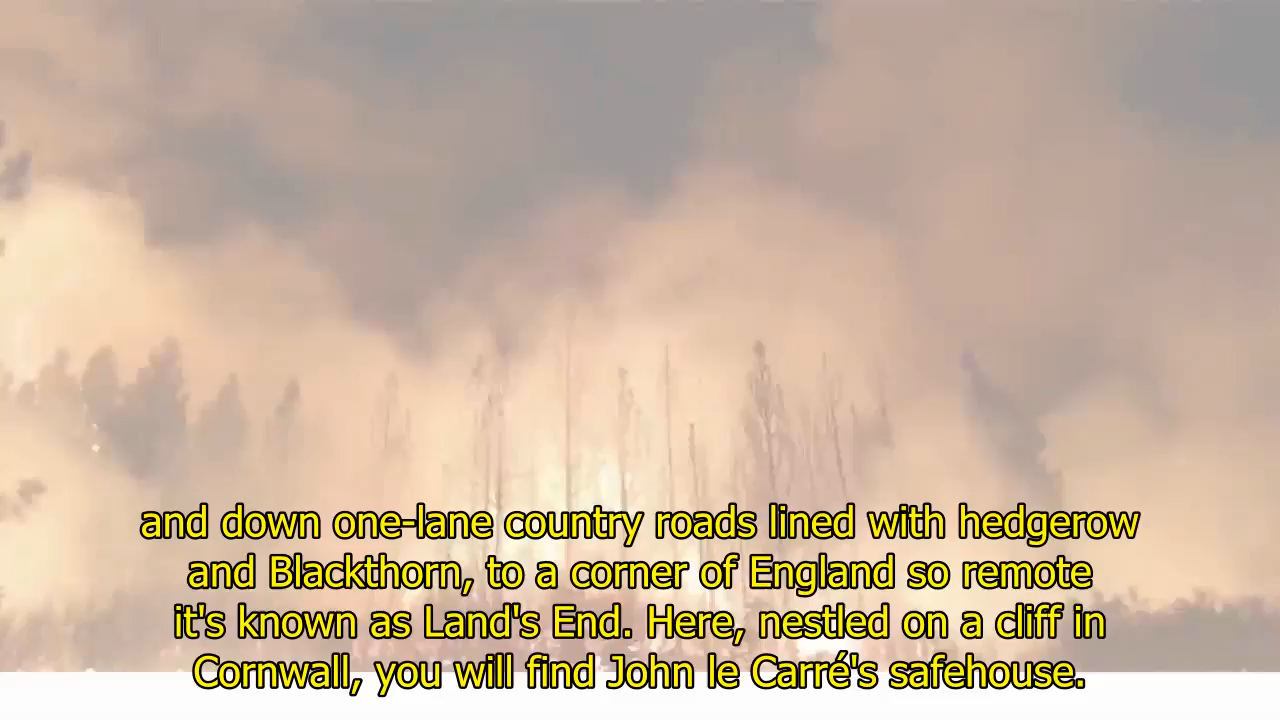 and down one-lane country roads lined with hedgerow
and Blackthorn, to a corner of England so remote
it's known as Land's End. Here, nestled on a cliff in
Cornwall, you will find John le Carré's safehouse.